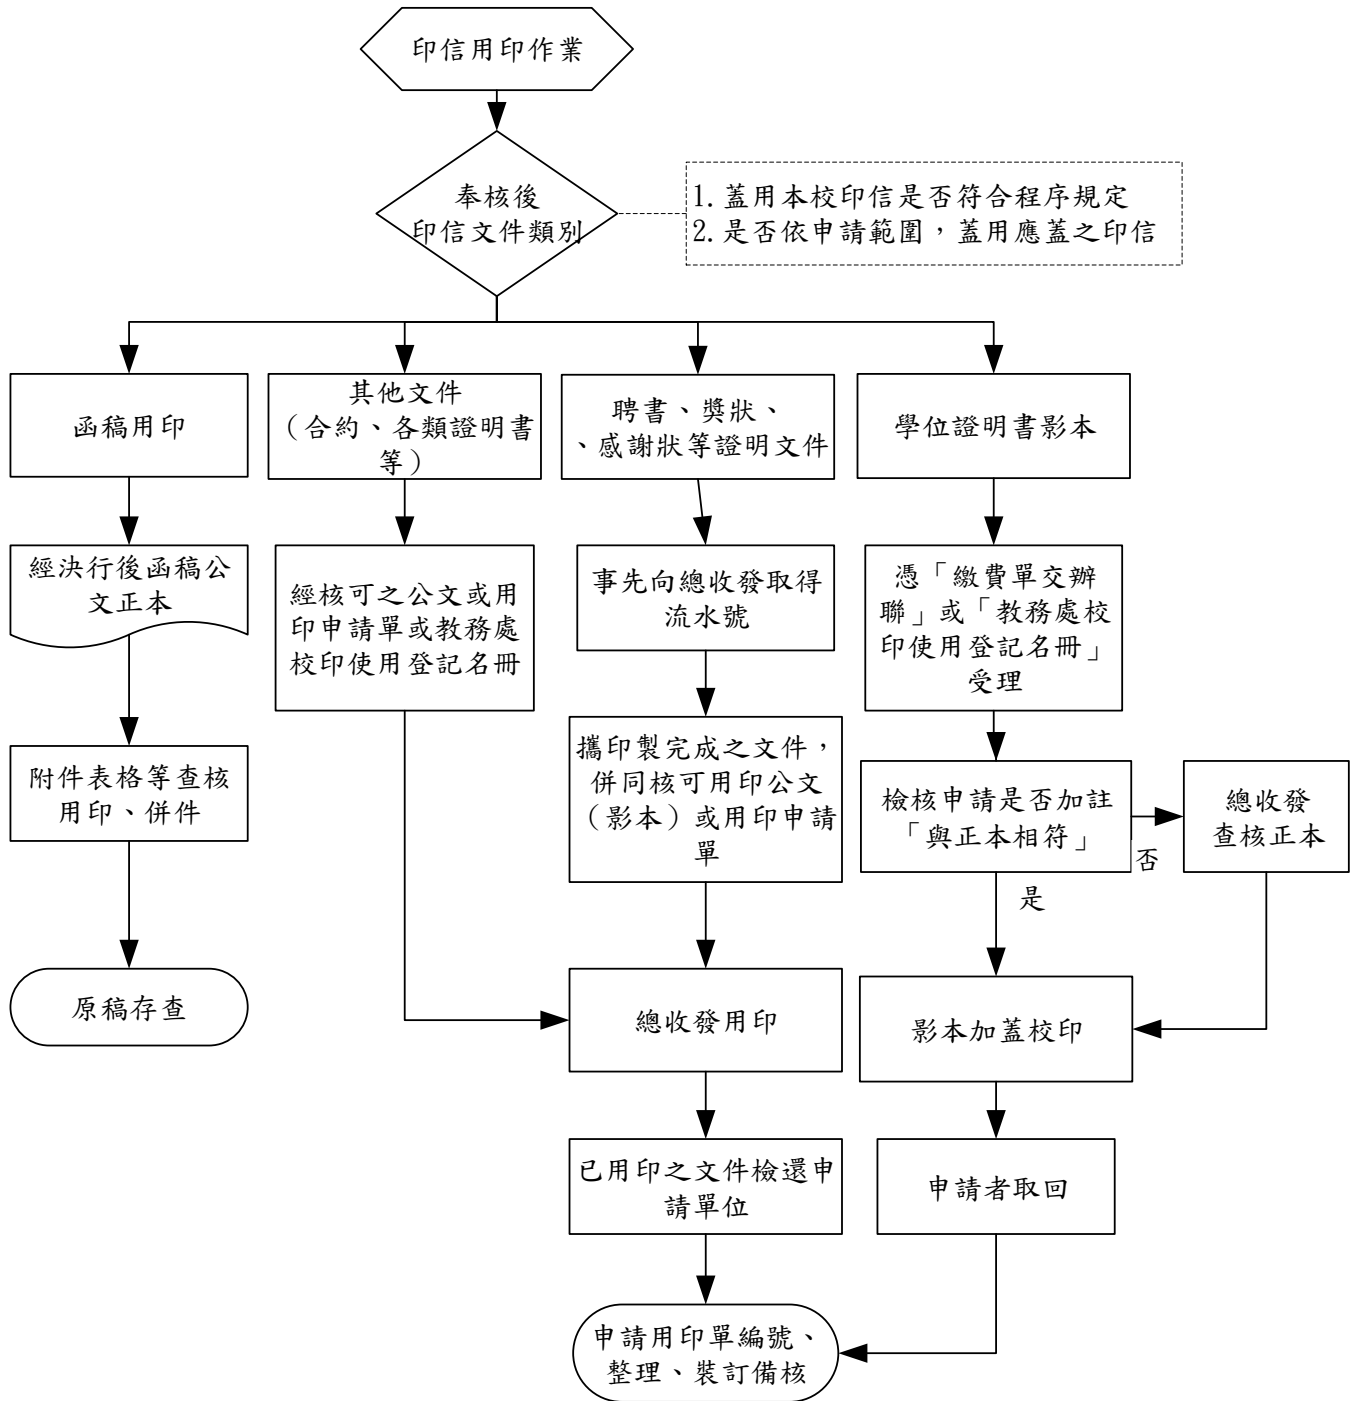 印信用印作業
奉核後
印信文件類別
1. 蓋用本校印信是否符合程序規定
2. 是否依申請範圍，蓋用應蓋之印信
函稿用印
其他文件
（合約、各類證明書
等）
聘書、獎狀、
、感謝狀等證明文件
學位證明書影本
經決行後函稿公
文正本
經核可之公文或用
印申請單或教務處
校印使用登記名冊
事先向總收發取得
流水號
憑「繳費單交辦
聯」或「教務處校
印使用登記名冊」
受理
附件表格等查核
用印、併件
攜印製完成之文件，
併同核可用印公文
（影本）或用印申請
單
檢核申請是否加註
「與正本相符」
否
總收發
查核正本
是
原稿存查
總收發用印
影本加蓋校印
已用印之文件檢還申
請單位
申請者取回
申請用印單編號、
整理、裝訂備核